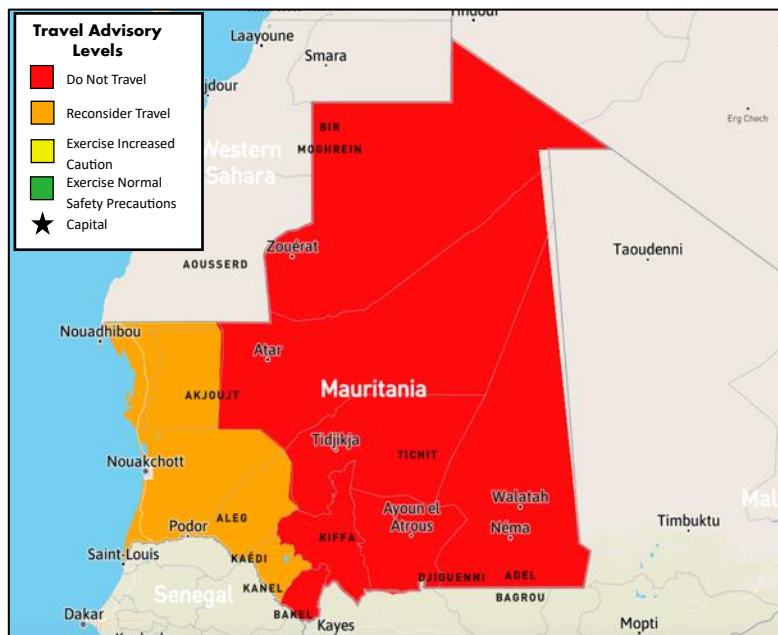 Travel Advisory
Levels
Do Not Travel
Reconsider Travel
Exercise Increased
Caution
Exercise Normal
Safety Precautions
Capital
Laayoune
Smara
jdour
Erg Chech
BIR
MOGHREIN
Western
Sahara
Zouérat
AOUSSERD
Taoudenni
Nouadhibou
Atar
Mauritania
AKJOUJT
Tidjikja
TICHIT
Nouakchott
Walatah
Ayoun el
Atrous
Mal
ALEG
Podor
KIFFA
Néma
Timbuktu
Saint-Louis
KAÉDI
DJIGUENNI
ADEL
KANEL
BAGROU
Senegal
BAKEL
Dakar
Kayes
Mopti